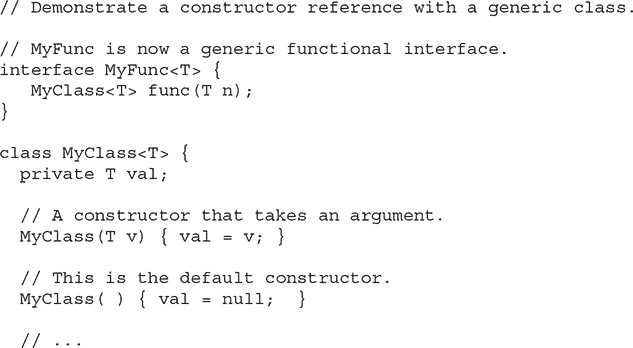 // Demonstrate a constructor reference with a generic class.
// MyFunc is now a generic functional interface.
interface MyFunc<T> {
   MyClass<T> func(T n);
}
class MyClass<T> {
  private T val;
  // A constructor that takes an argument.
  MyClass(T v) { val = v; }
  // This is the default constructor.
  MyClass( ) { val = null;  }
  // ...